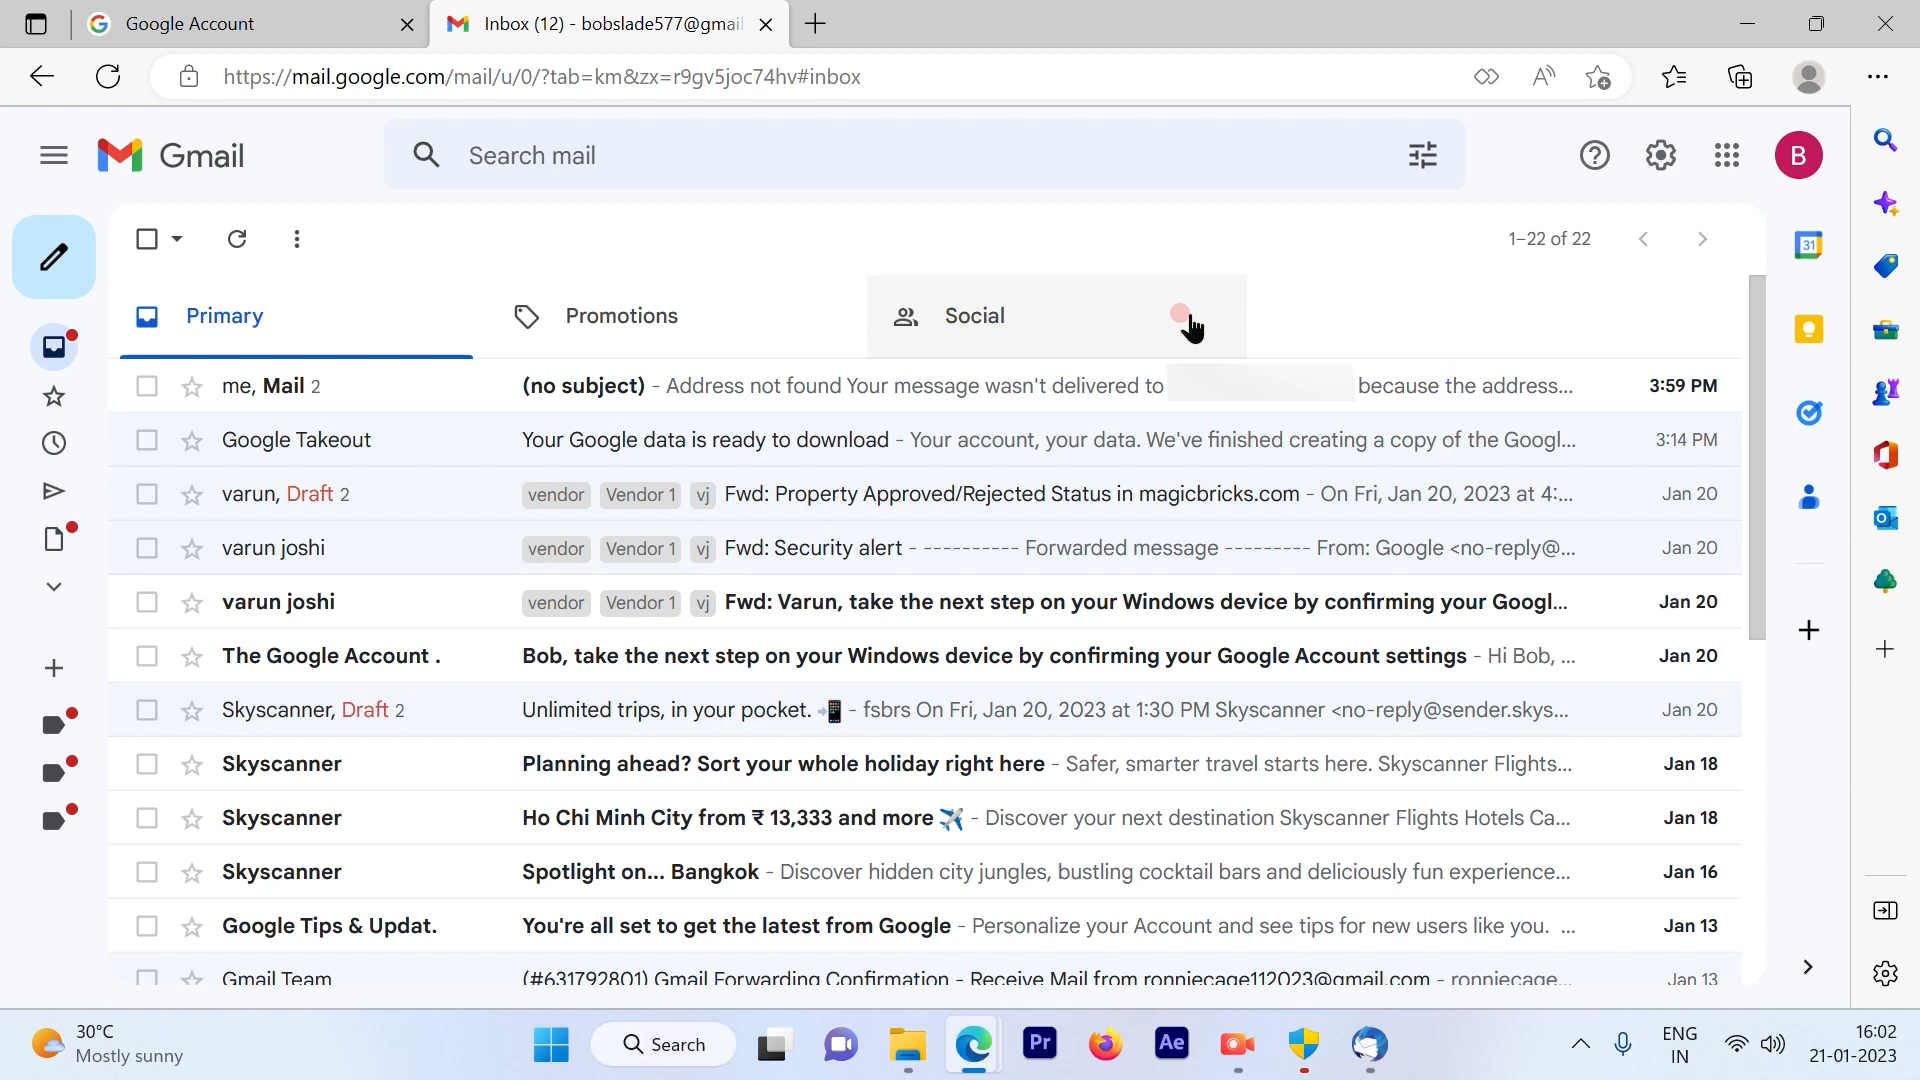 Google Account
Inbox (12) - bobslade577@gmail
https://mail.google.com/mail/u/0/?tab=km&zx=r9gv5joc74hv#inbox
Gmail
Search mail
B
1–22 of 22
31
Primary
Promotions
Social
me, Mail 2 (no subject) - Address not found Your message wasn't delivered to because the address... 3:59 PM
Google Takeout Your Google data is ready to download - Your account, your data. We've finished creating a copy of the Googl... 3:14 PM
varun, Draft 2 vendor Vendor 1 vj Fwd: Property Approved/Rejected Status in magicbricks.com - On Fri, Jan 20, 2023 at 4:... Jan 20
varun joshi vendor Vendor 1 vj Fwd: Security alert - ---------- Forwarded message --------- From: Google <no-reply@... Jan 20
varun joshi vendor Vendor 1 vj Fwd: Varun, take the next step on your Windows device by confirming your Googl... Jan 20
The Google Account . Bob, take the next step on your Windows device by confirming your Google Account settings - Hi Bob, ... Jan 20
Skyscanner, Draft 2 Unlimited trips, in your pocket. 📲 - fsbrs On Fri, Jan 20, 2023 at 1:30 PM Skyscanner <no-reply@sender.skys... Jan 20
Skyscanner Planning ahead? Sort your whole holiday right here - Safer, smarter travel starts here. Skyscanner Flights... Jan 18
Skyscanner Ho Chi Minh City from ₹ 13,333 and more ✈️ - Discover your next destination Skyscanner Flights Hotels Ca... Jan 18
Skyscanner Spotlight on... Bangkok - Discover hidden city jungles, bustling cocktail bars and deliciously fun experience... Jan 16
Google Tips & Updat. You're all set to get the latest from Google - Personalize your Account and see tips for new users like you. ... Jan 13
Gmail Team (#631792801) Gmail Forwarding Confirmation - Receive Mail from ronniecage112023@gmail.com - ronniecage... Jan 13
30°C
Mostly sunny
Search
Pr
Ae
ENG
IN
16:02
21-01-2023